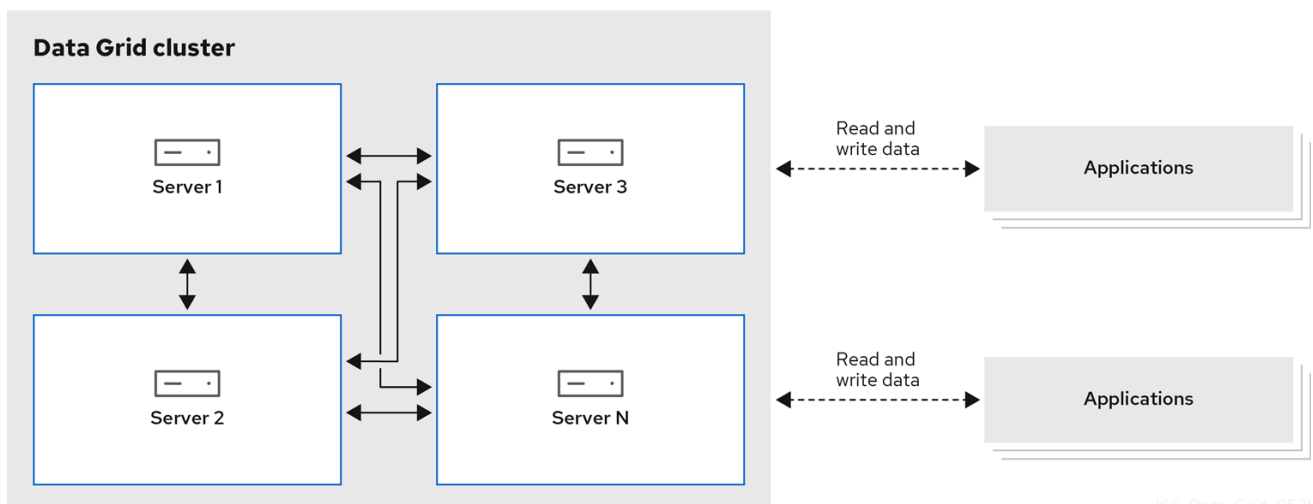 Data Grid cluster
Server 1
Server 3
Read and
write data
Applications
Server 2
Server N
Read and
write data
Applications